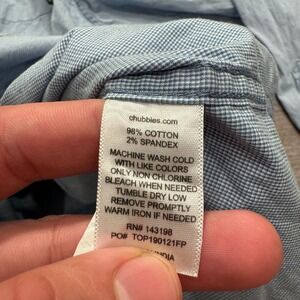 chubbies.com
98% COTTON
2% SPANDEX
MACHINE WASH COLD
WITH LIKE COLORS
ONLY NON CHLORINE
BLEACH WHEN NEEDED
TUMBLE DRY LOW
REMOVE PROMPTLY
WARM IRON IF NEEDED
RN# 143198
PO# TOP190121FP
INDIA